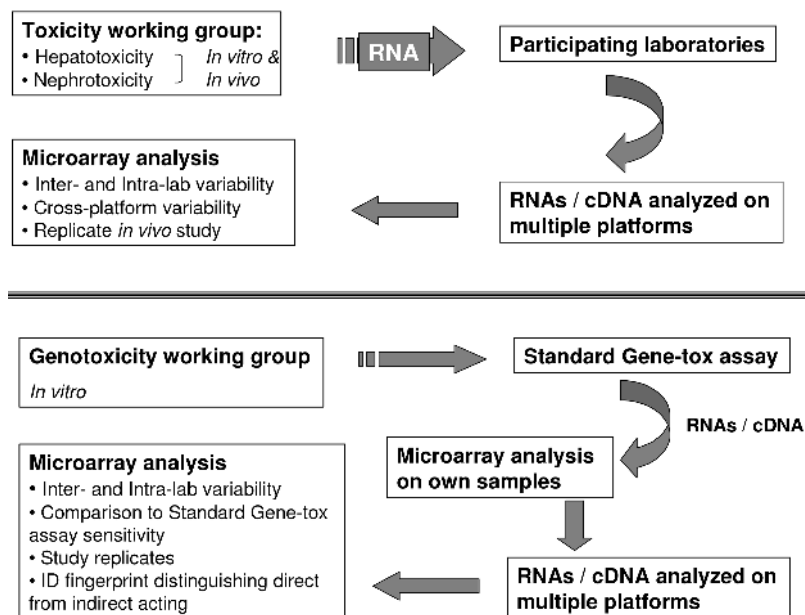 Toxicity working group:
• Hepatotoxicity In vitro &
• Nephrotoxicity In vivo
RNA
Participating laboratories
Microarray analysis
• Inter- and Intra-lab variability
• Cross-platform variability
• Replicate in vivo study
RNAs / cDNA analyzed on
multiple platforms
Genotoxicity working group
In vitro
Standard Gene-tox assay
RNAs / cDNA
Microarray analysis
on own samples
Microarray analysis
• Inter- and Intra-lab variability
• Comparison to Standard Gene-tox
assay sensitivity
• Study replicates
• ID fingerprint distinguishing direct
from indirect acting
RNAs / cDNA analyzed on
multiple platforms